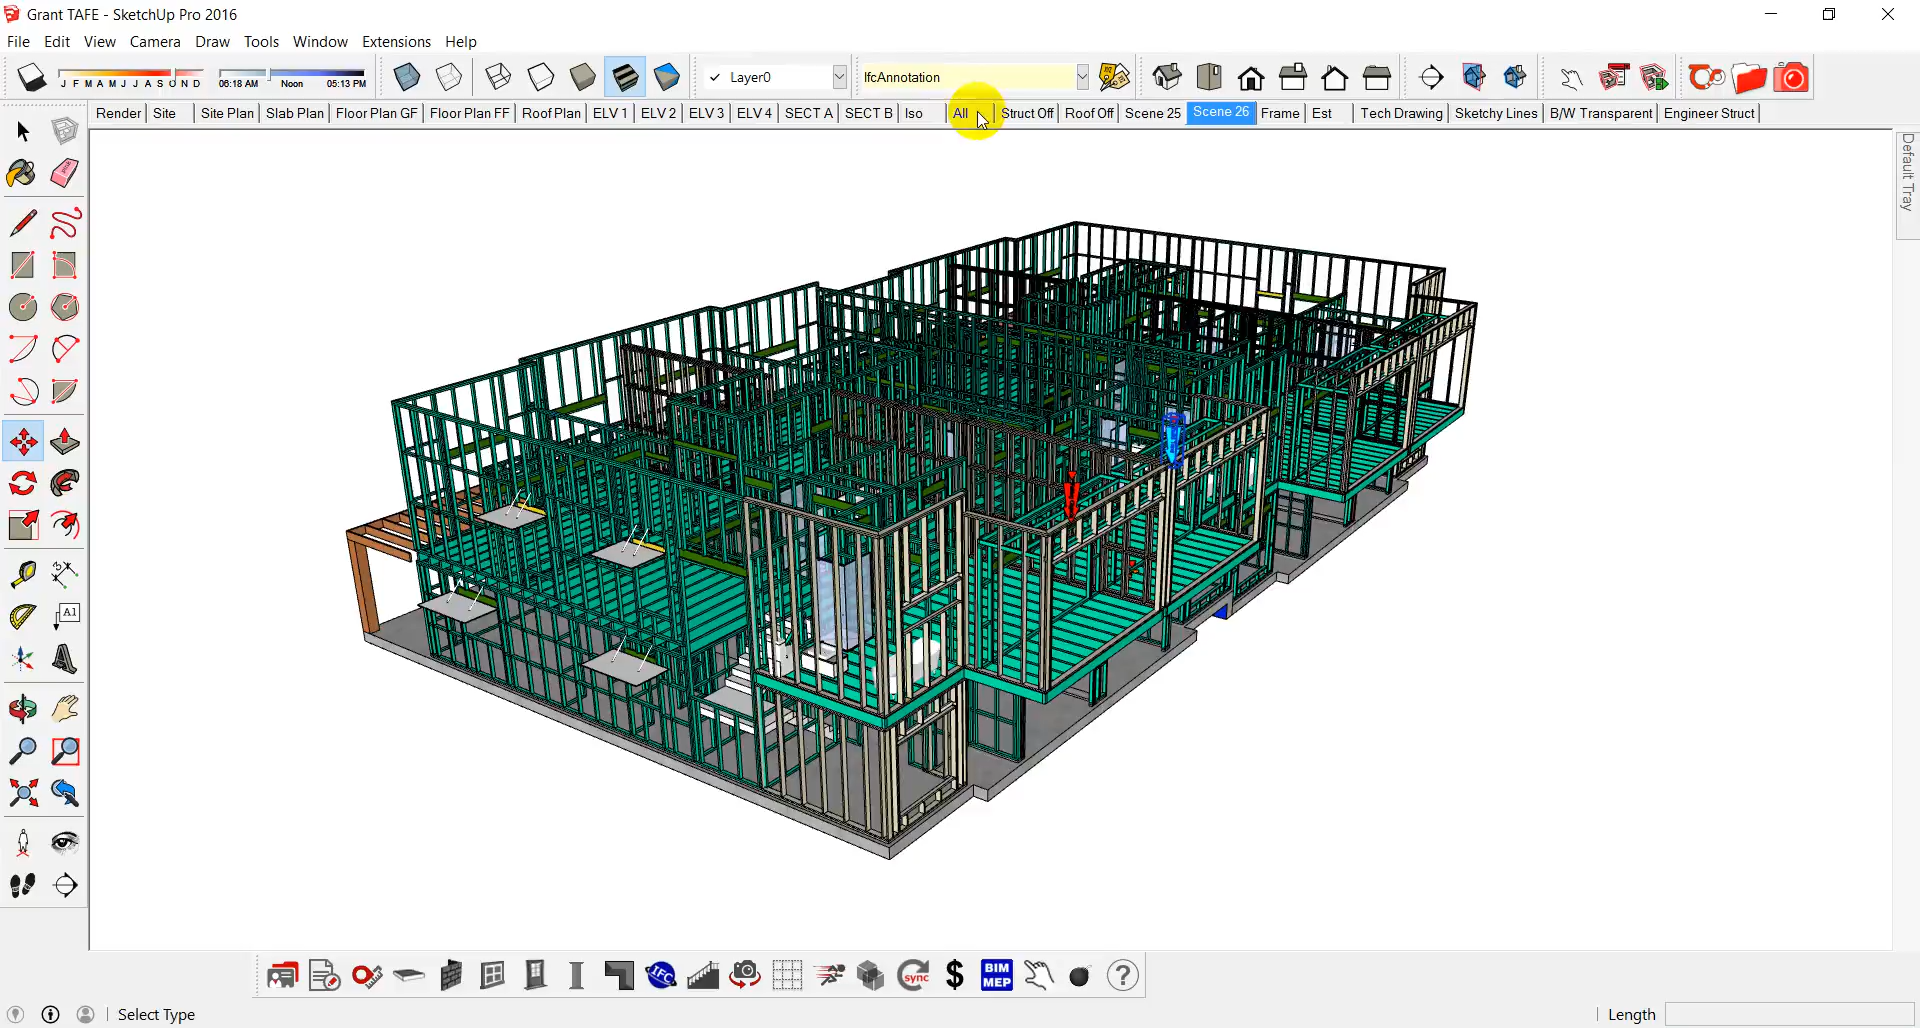 Grant TAFE - SketchUp Pro 2016
File Edit View Camera Draw Tools Window Extensions Help
J F M A M J J A S O N D
06:18 AM Noon 05:13 PM
Layer0
IfcAnnotation
Render Site Site Plan Slab Plan Floor Plan GF Floor Plan FF Roof Plan ELV 1 ELV 2 ELV 3 ELV 4 SECT A SECT B Iso All Struct Off Roof Off Scene 25 Scene 26 Frame Est Tech Drawing Sketchy Lines B/W Transparent Engineer Struct
Default Tray
A1
IFC
sync
$
BIM
MEP
?
Select Type
Length